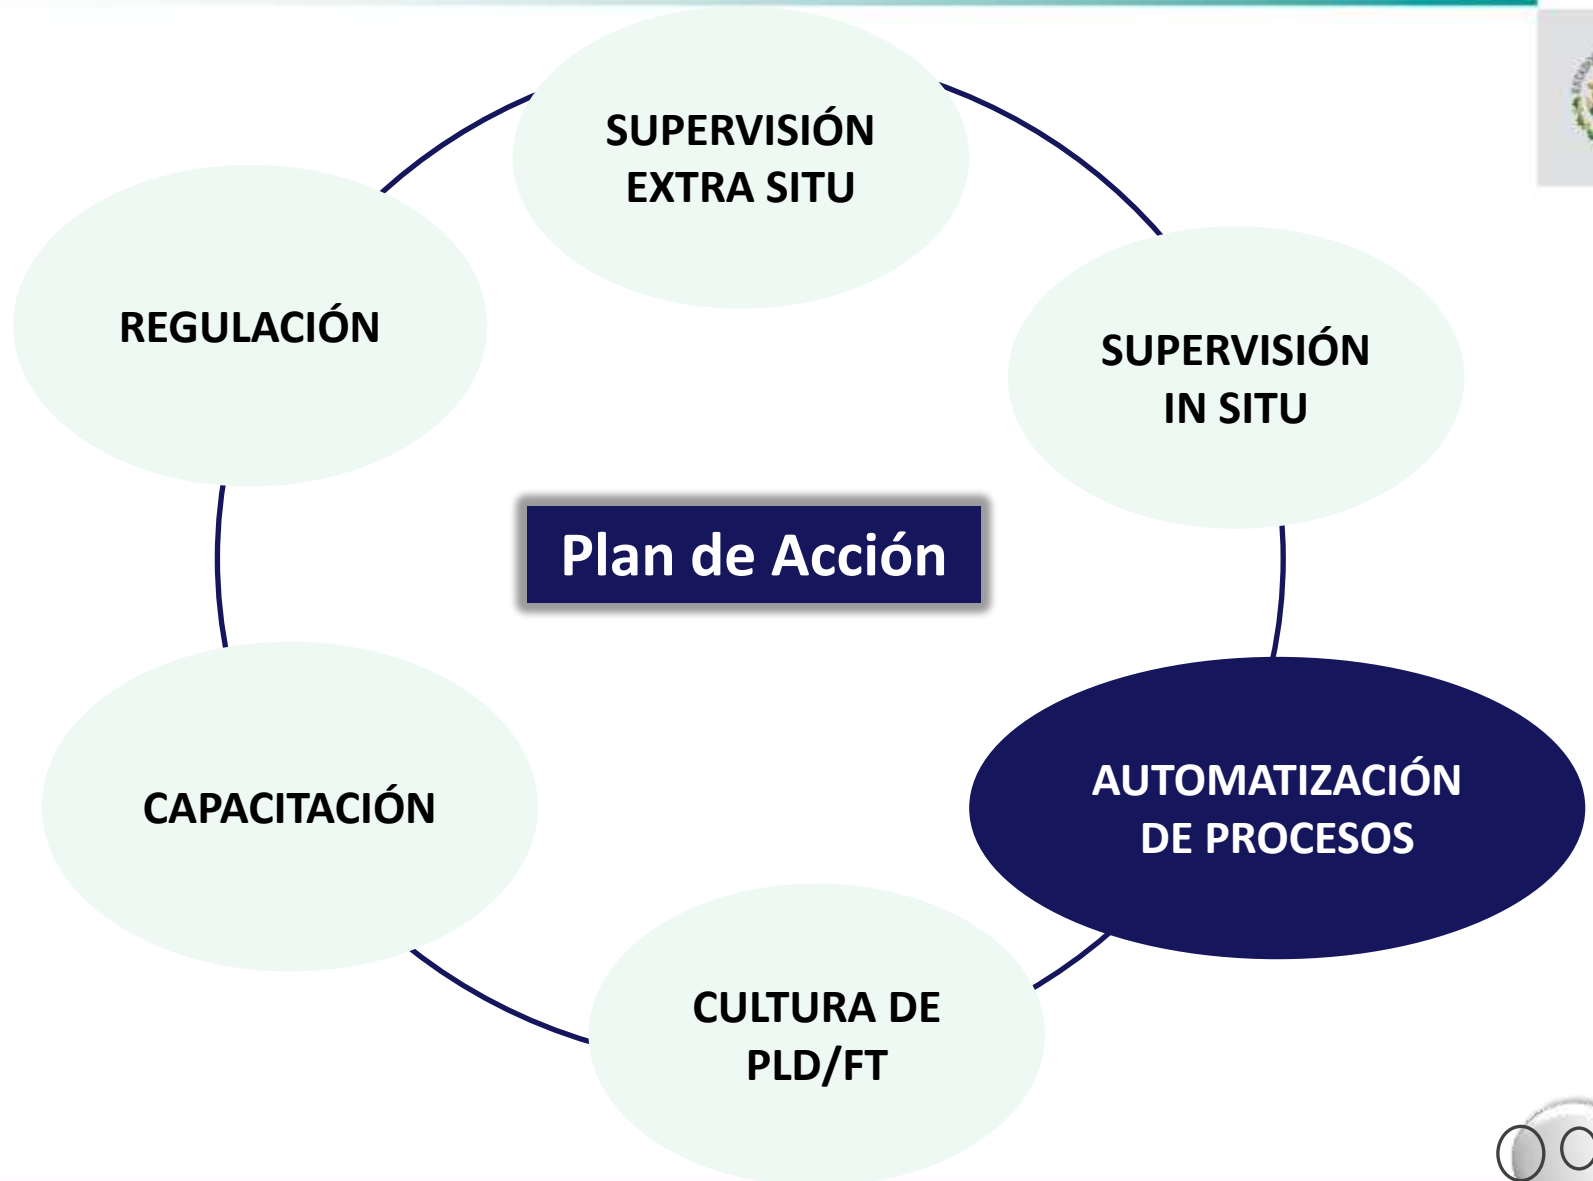 SUPERVISIÓN
EXTRA SITU
REGULACIÓN
SUPERVISIÓN
IN SITU
Plan de Acción
AUTOMATIZACIÓN
DE PROCESOS
CAPACITACIÓN
CULTURA DE
PLD/FT